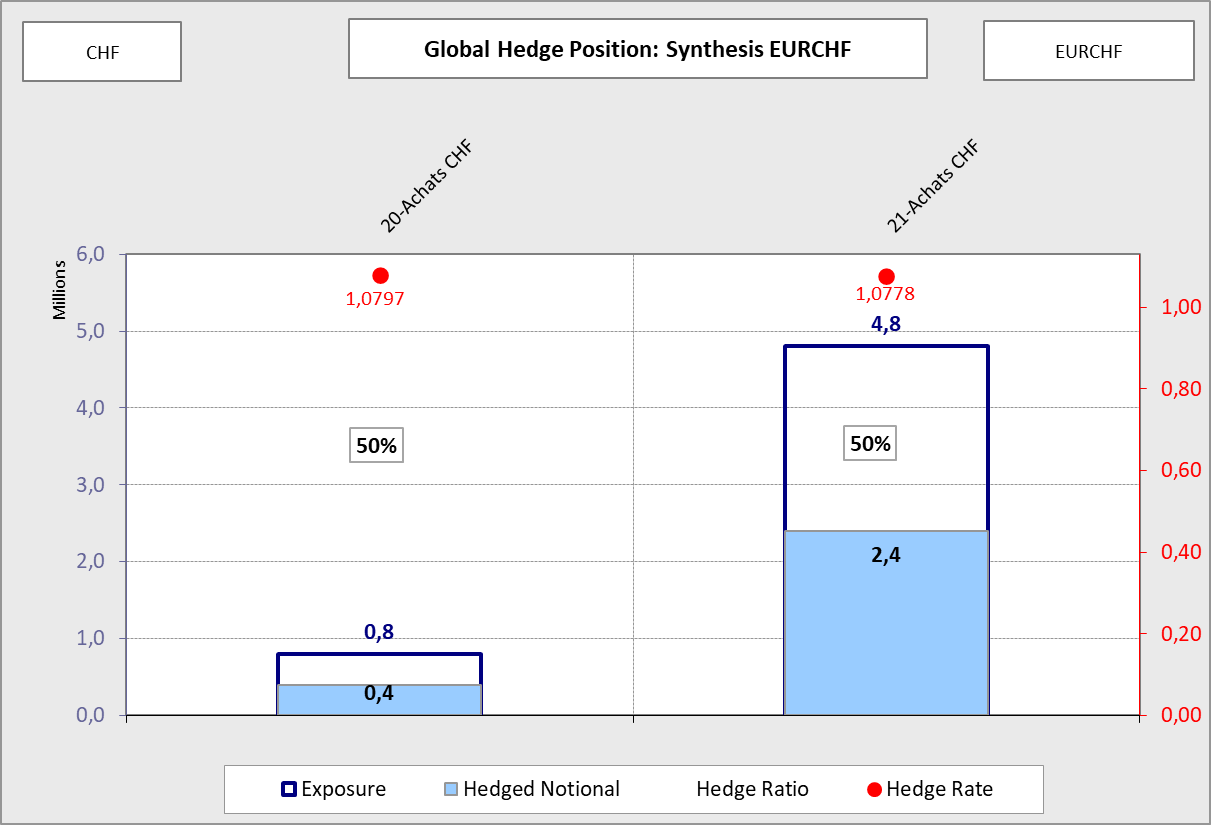 CHF
Global Hedge Position: Synthesis EURCHF
EURCHF
20-Achats CHF
21-Achats CHF
Millions
6,0
5,0
4,0
3,0
2,0
1,0
0,0
1,0797
1,0778
4,8
50%
50%
2,4
0,8
0,4
1,00
0,80
0,60
0,40
0,20
0,00
Exposure
Hedged Notional
Hedge Ratio
Hedge Rate